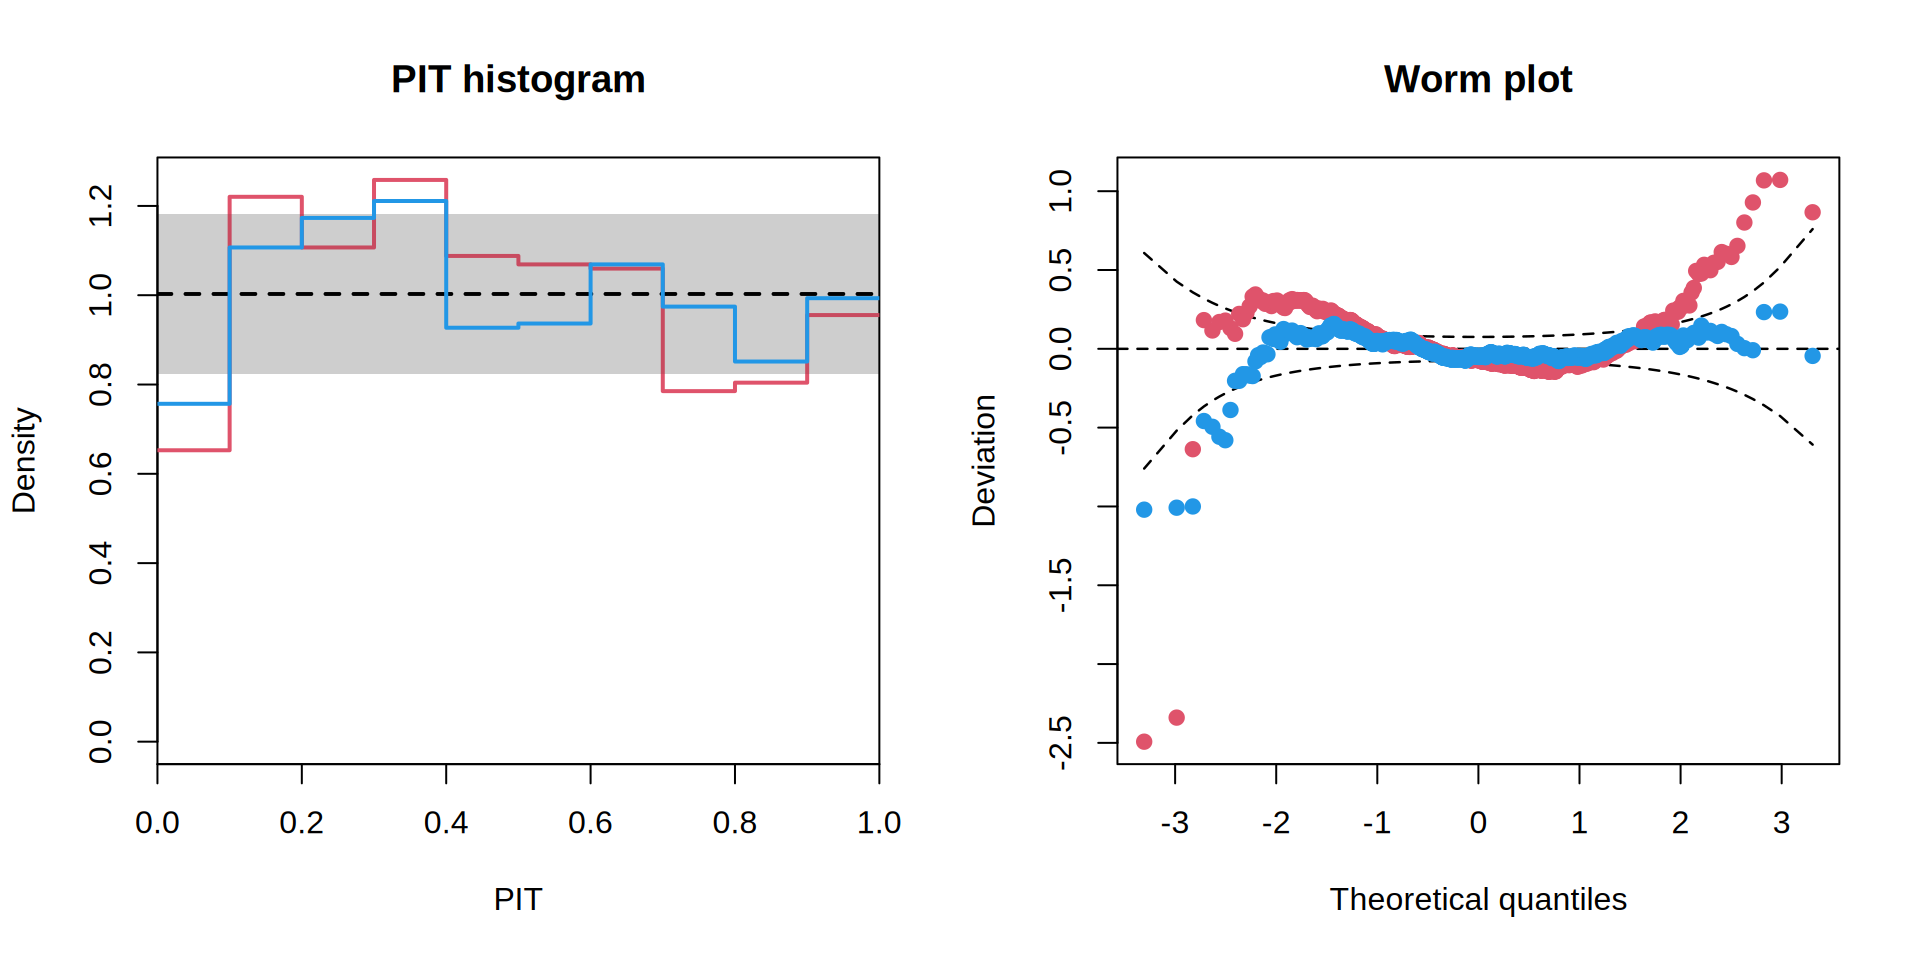 PIT histogram
Density
0.0 0.2 0.4 0.6 0.8 1.0 1.2
0.0 0.2 0.4 0.6 0.8 1.0
PIT
Worm plot
Deviation
-2.5 -1.5 -0.5 0.0 0.5 1.0
-3 -2 -1 0 1 2 3
Theoretical quantiles